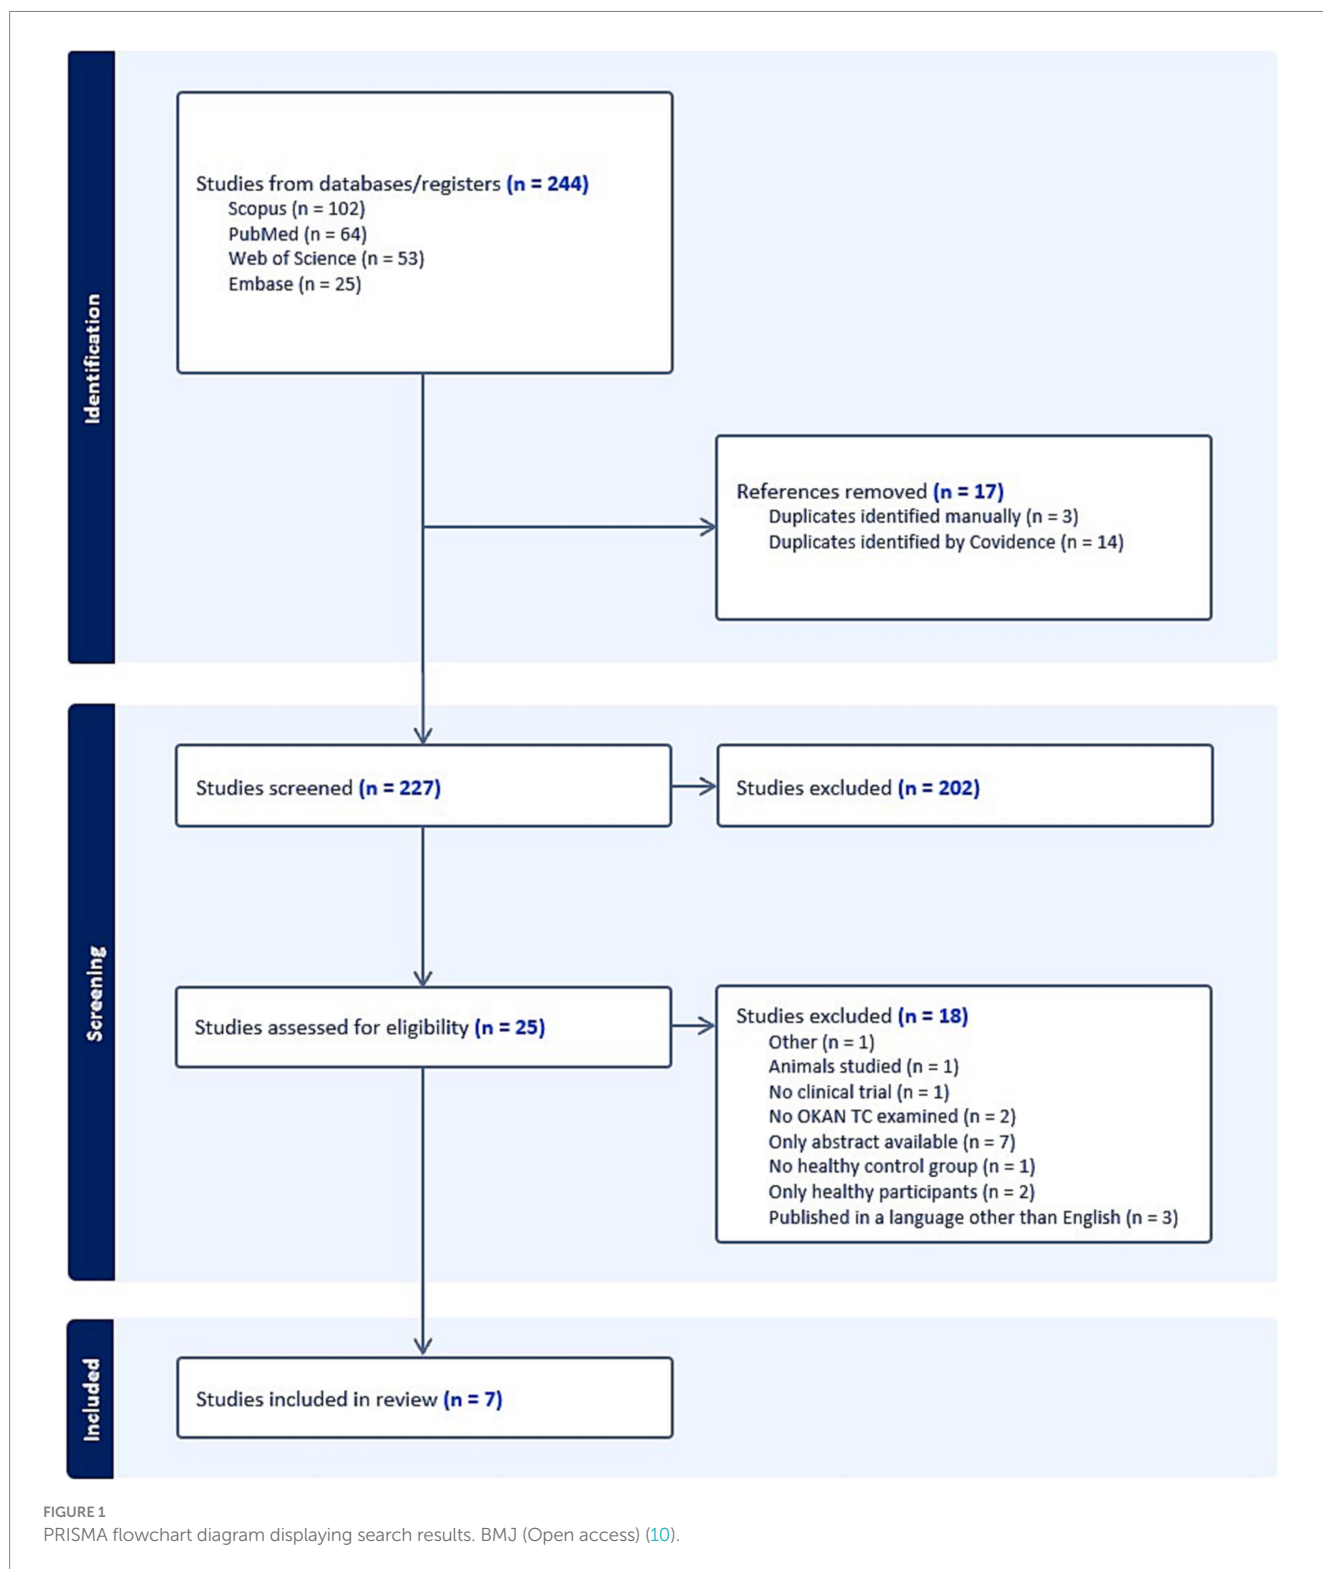 Identification
Studies from databases/registers (n = 244)
Scopus (n = 102)
PubMed (n = 64)
Web of Science (n = 53)
Embase (n = 25)
References removed (n = 17)
Duplicates identified manually (n = 3)
Duplicates identified by Covidence (n = 14)
Screening
Studies screened (n = 227)
Studies excluded (n = 202)
Studies assessed for eligibility (n = 25)
Studies excluded (n = 18)
Other (n = 1)
Animals studied (n = 1)
No clinical trial (n = 1)
No OKAN TC examined (n = 2)
Only abstract available (n = 7)
No healthy control group (n = 1)
Only healthy participants (n = 2)
Published in a language other than English (n = 3)
Included
Studies included in review (n = 7)
FIGURE 1
PRISMA flowchart diagram displaying search results. BMJ (Open access) (10).